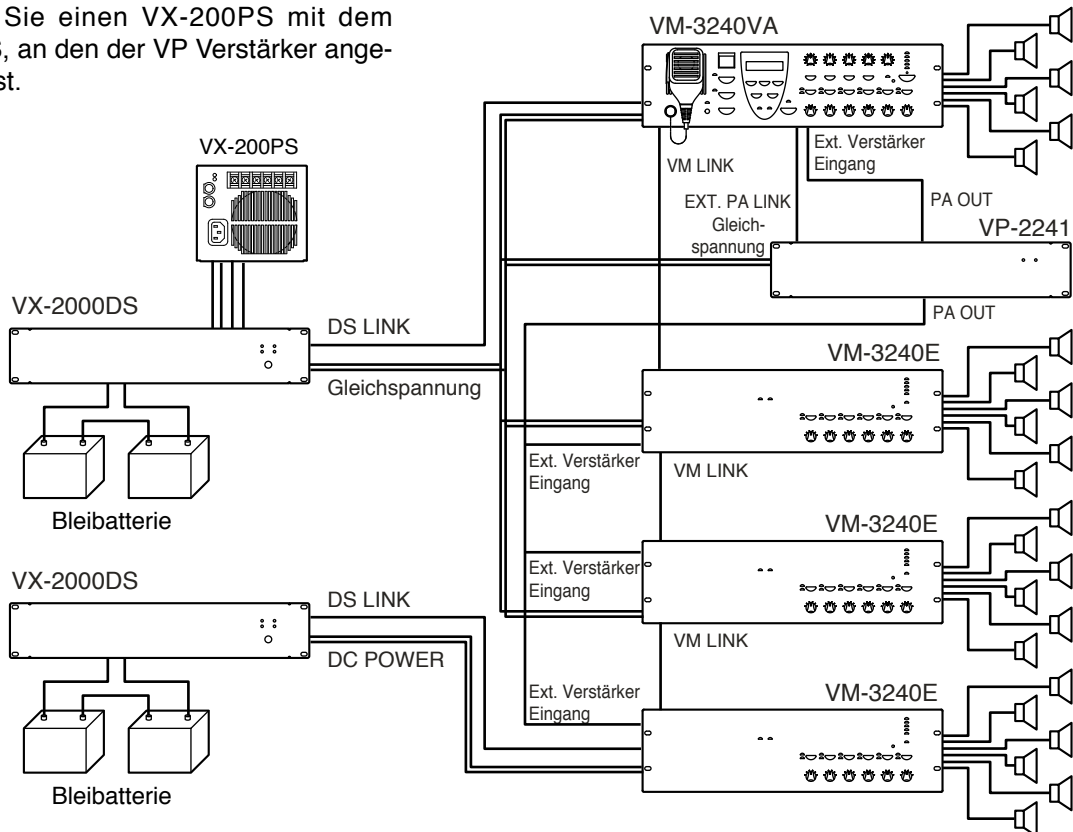 Sie einen VX-200PS mit dem
, an den der VP Verstärker ange-
st.
VM-3240VA
VX-200PS
Ext. Verstärker
Eingang
VM LINK
EXT. PA LINK
Gleich-
spannung
PA OUT
VP-2241
VX-2000DS
DS LINK
PA OUT
VM-3240E
Gleichspannung
Ext. Verstärker
Eingang
VM LINK
Bleibatterie
VM-3240E
Ext. Verstärker
Eingang
VX-2000DS
DS LINK
VM LINK
DC POWER
Ext. Verstärker
Eingang
VM-3240E
Bleibatterie